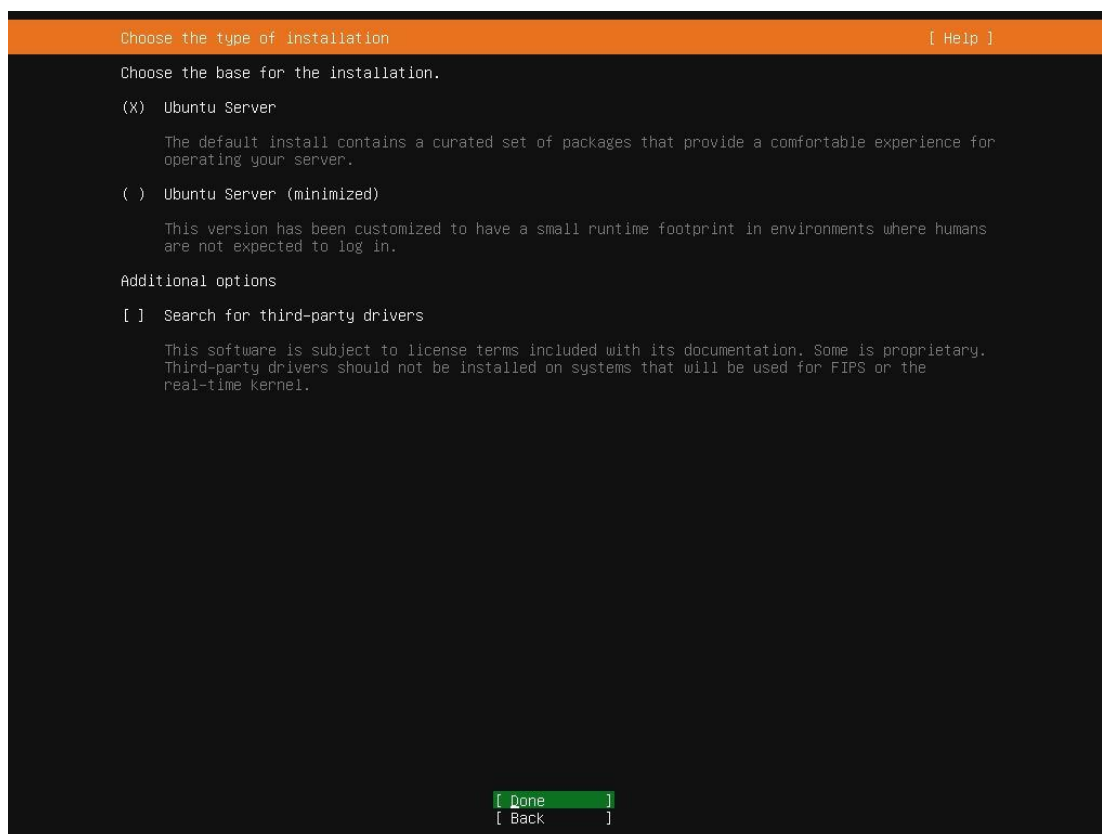 Choose the type of installation [ Help ]
Choose the base for the installation.
(X) Ubuntu Server
The default install contains a curated set of packages that provide a comfortable experience for
operating your server.
( ) Ubuntu Server (minimized)
This version has been customized to have a small runtime footprint in environments where humans
are not expected to log in.
Additional options
[ ] Search for third-party drivers
This software is subject to license terms included with its documentation. Some is proprietary.
Third-party drivers should not be installed on systems that will be used for FIPS or the
real-time kernel.
[ Done ]
[ Back ]